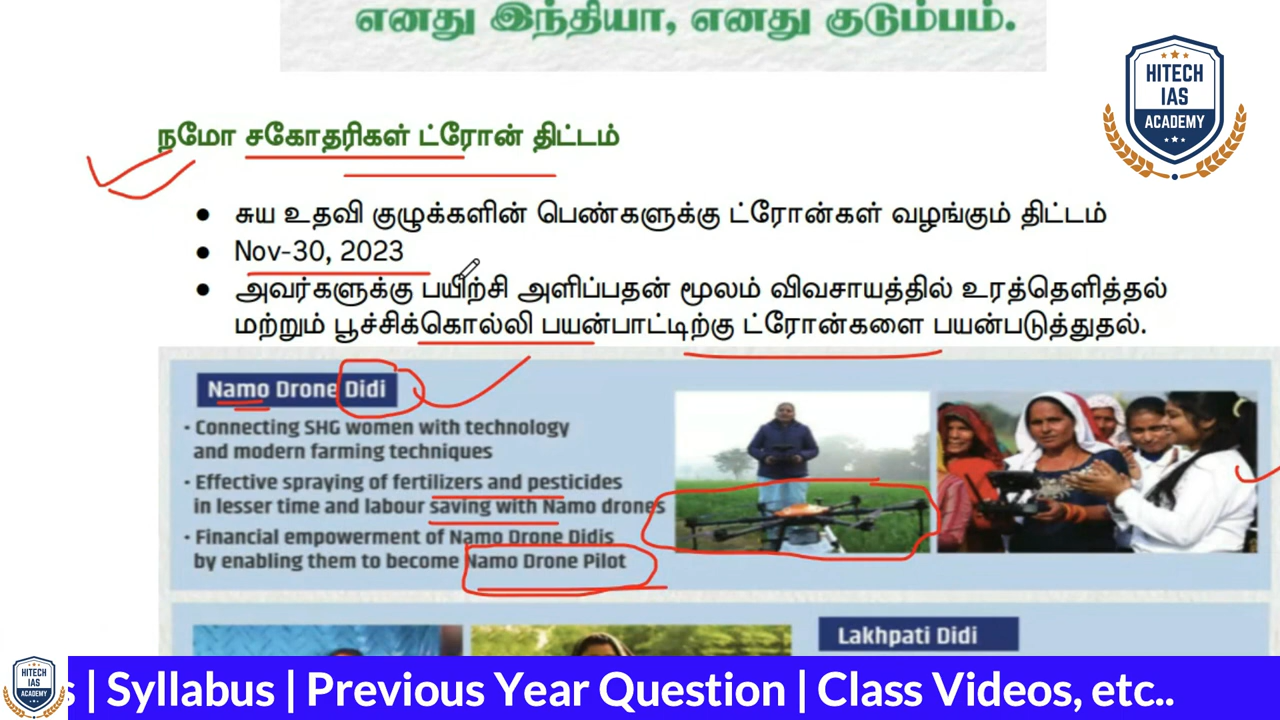 எனது இந்தியா, எனது குடும்பம்.
HITECH
IAS
ACADEMY
நமோ சகோதரிகள் ட்ரோன் திட்டம்
● சுய உதவி குழுக்களின் பெண்களுக்கு ட்ரோன்கள் வழங்கும் திட்டம்
● Nov-30, 2023
● அவர்களுக்கு பயிற்சி அளிப்பதன் மூலம் விவசாயத்தில் உரத்தெளித்தல்
மற்றும் பூச்சிக்கொல்லி பயன்பாட்டிற்கு ட்ரோன்களை பயன்படுத்துதல்.
Namo Drone Didi
· Connecting SHG women with technology
and modern farming techniques
· Effective spraying of fertilizers and pesticides
in lesser time and labour saving with Namo drones
· Financial empowerment of Namo Drone Didis
by enabling them to become Namo Drone Pilot
Lakhpati Didi
HITECH
IAS
ACADEMY
s | Syllabus | Previous Year Question | Class Videos, etc..